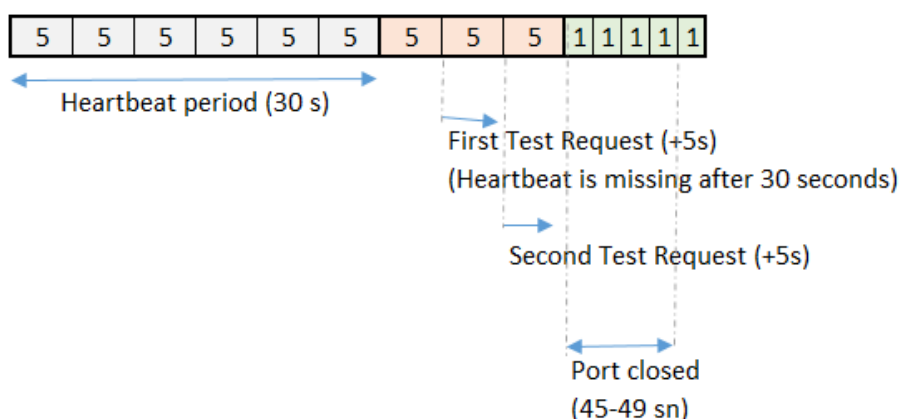 5 5 5 5 5 5 5 5 5 1 1 1 1 1
Heartbeat period (30 s)
First Test Request (+5s)
(Heartbeat is missing after 30 seconds)
Second Test Request (+5s)
Port closed
(45-49 sn)